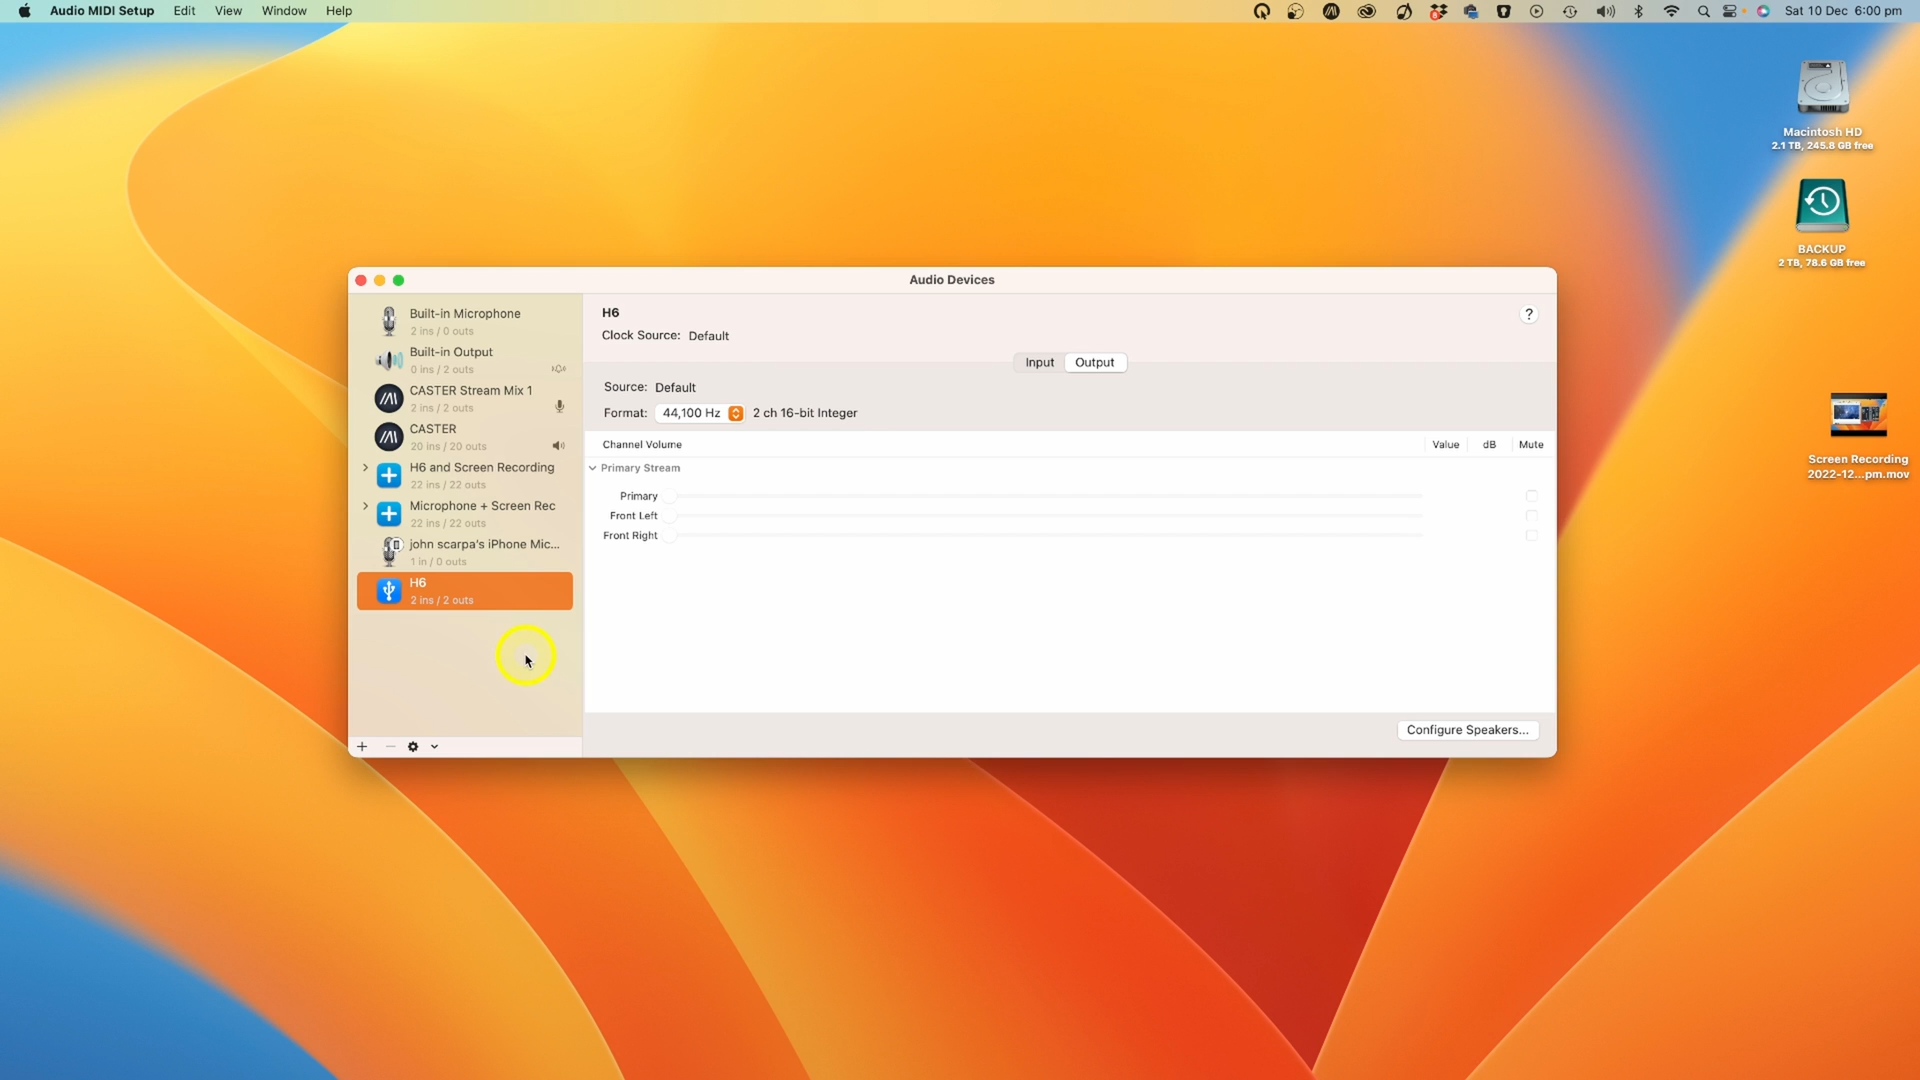 Audio MIDI Setup Edit View Window Help
Sat 10 Dec 6:00 pm
Macintosh HD
2.1 TB, 245.8 GB free
BACKUP
2 TB, 78.6 GB free
Screen Recording
2022-12...pm.mov
Audio Devices
Built-in Microphone
2 ins / 0 outs
Built-in Output
0 ins / 2 outs
CASTER Stream Mix 1
2 ins / 2 outs
CASTER
20 ins / 20 outs
H6 and Screen Recording
22 ins / 22 outs
Microphone + Screen Rec
22 ins / 22 outs
john scarpa's iPhone Mic...
1 in / 0 outs
H6
2 ins / 2 outs
H6
?
Clock Source: Default
Input Output
Source: Default
Format: 44,100 Hz 2 ch 16-bit Integer
Channel Volume Value dB Mute
Primary Stream
Primary
Front Left
Front Right
Configure Speakers...